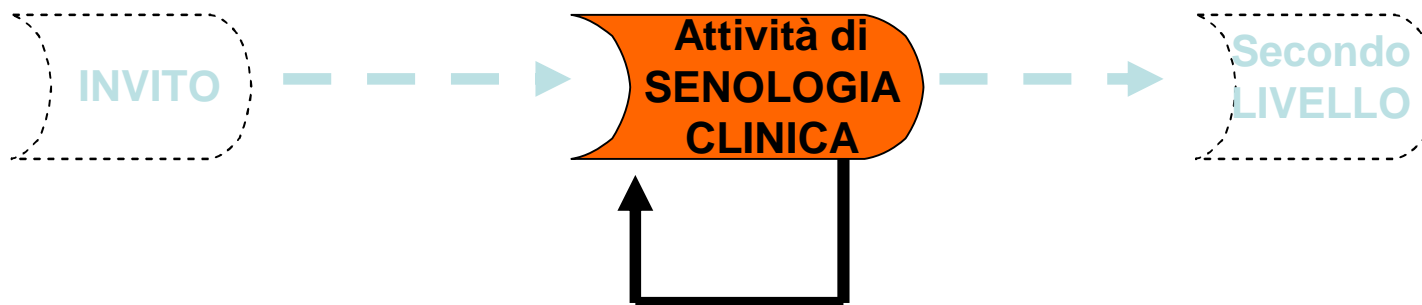 INVITO
Attività di
SENOLOGIA
CLINICA
Secondo
LIVELLO